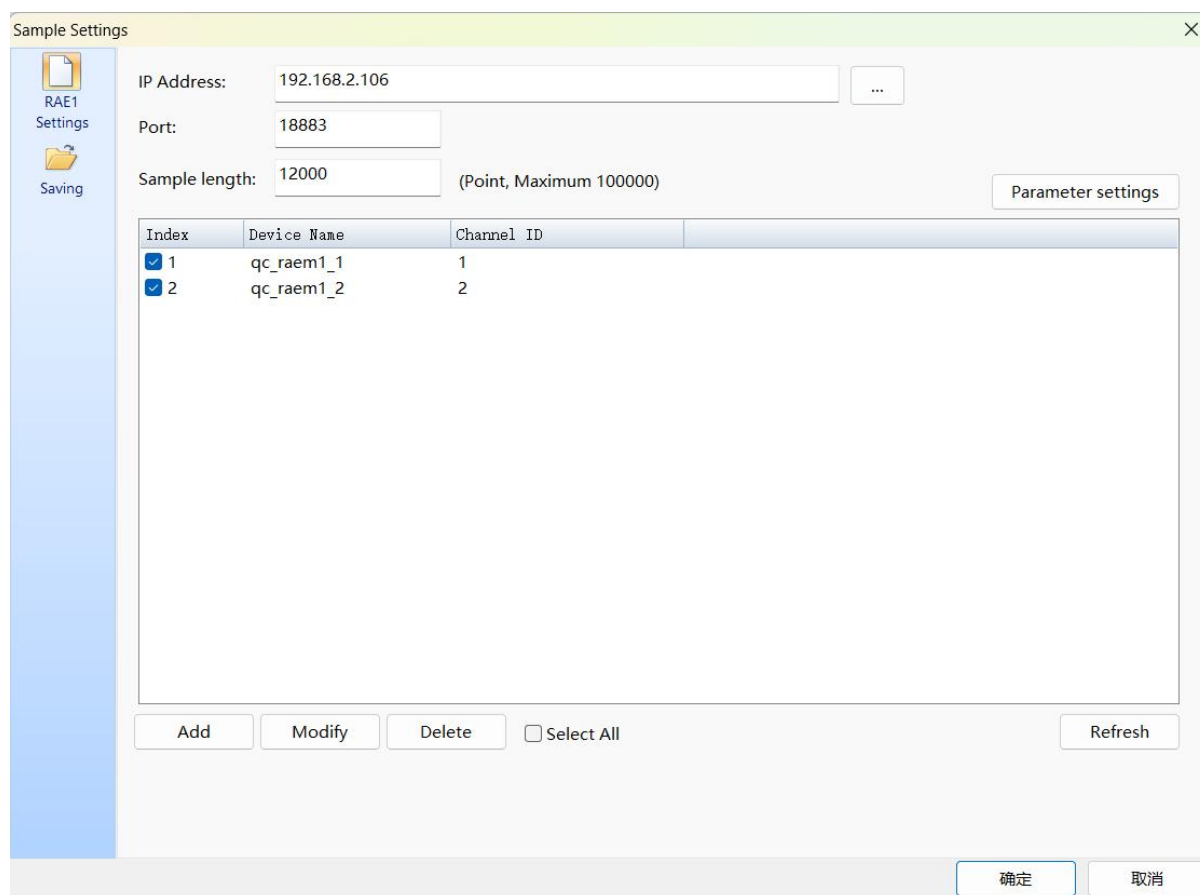 Sample Settings
RAE1
Settings
Saving
IP Address: 192.168.2.106 ...
Port: 18883
Sample length: 12000 (Point, Maximum 100000)
Parameter settings
Index Device Name Channel ID
1 qc_raem1_1 1
2 qc_raem1_2 2
Add Modify Delete Select All Refresh
确定 取消